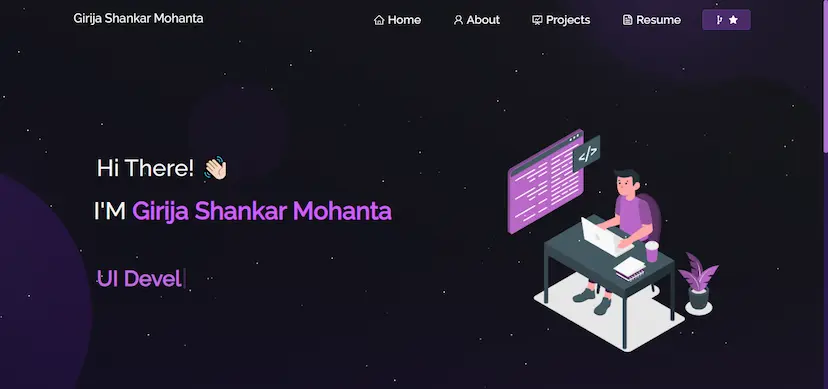 Girija Shankar Mohanta
Home About Projects Resume
Hi There! 👋🏻
I'M Girija Shankar Mohanta
UI Devel
</>